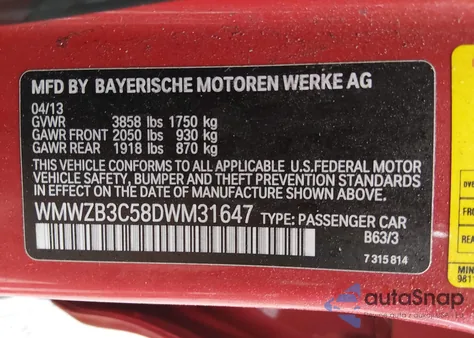 MFD BY BAYERISCHE MOTOREN WERKE AG
04/13
GVWR 3858 lbs 1750 kg
GAWR FRONT 2050 lbs 930 kg
GAWR REAR 1918 lbs 870 kg
THIS VEHICLE CONFORMS TO ALL APPLICABLE U.S.FEDERAL MOTOR
VEHICLE SAFETY, BUMPER AND THEFT PREVENTION STANDARDS
IN EFFECT ON THE DATE OF MANUFACTURE SHOWN ABOVE.
WMWZB3C58DWM31647 TYPE: PASSENGER CAR
B63/3
7 315 814
MIN
981
autoSnap